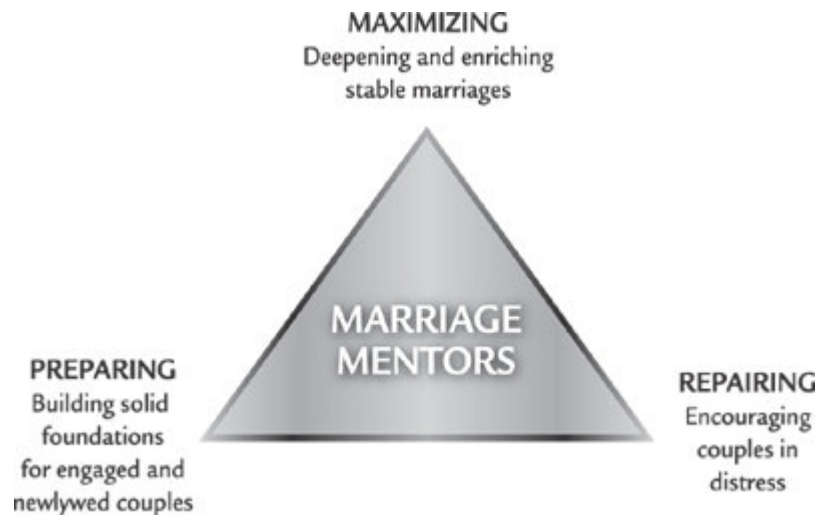 MAXIMIZING
Deepening and enriching
stable marriages
MARRIAGE
MENTORS
PREPARING
Building solid
foundations
for engaged and
newlywed couples
REPAIRING
Encouraging
couples in
distress